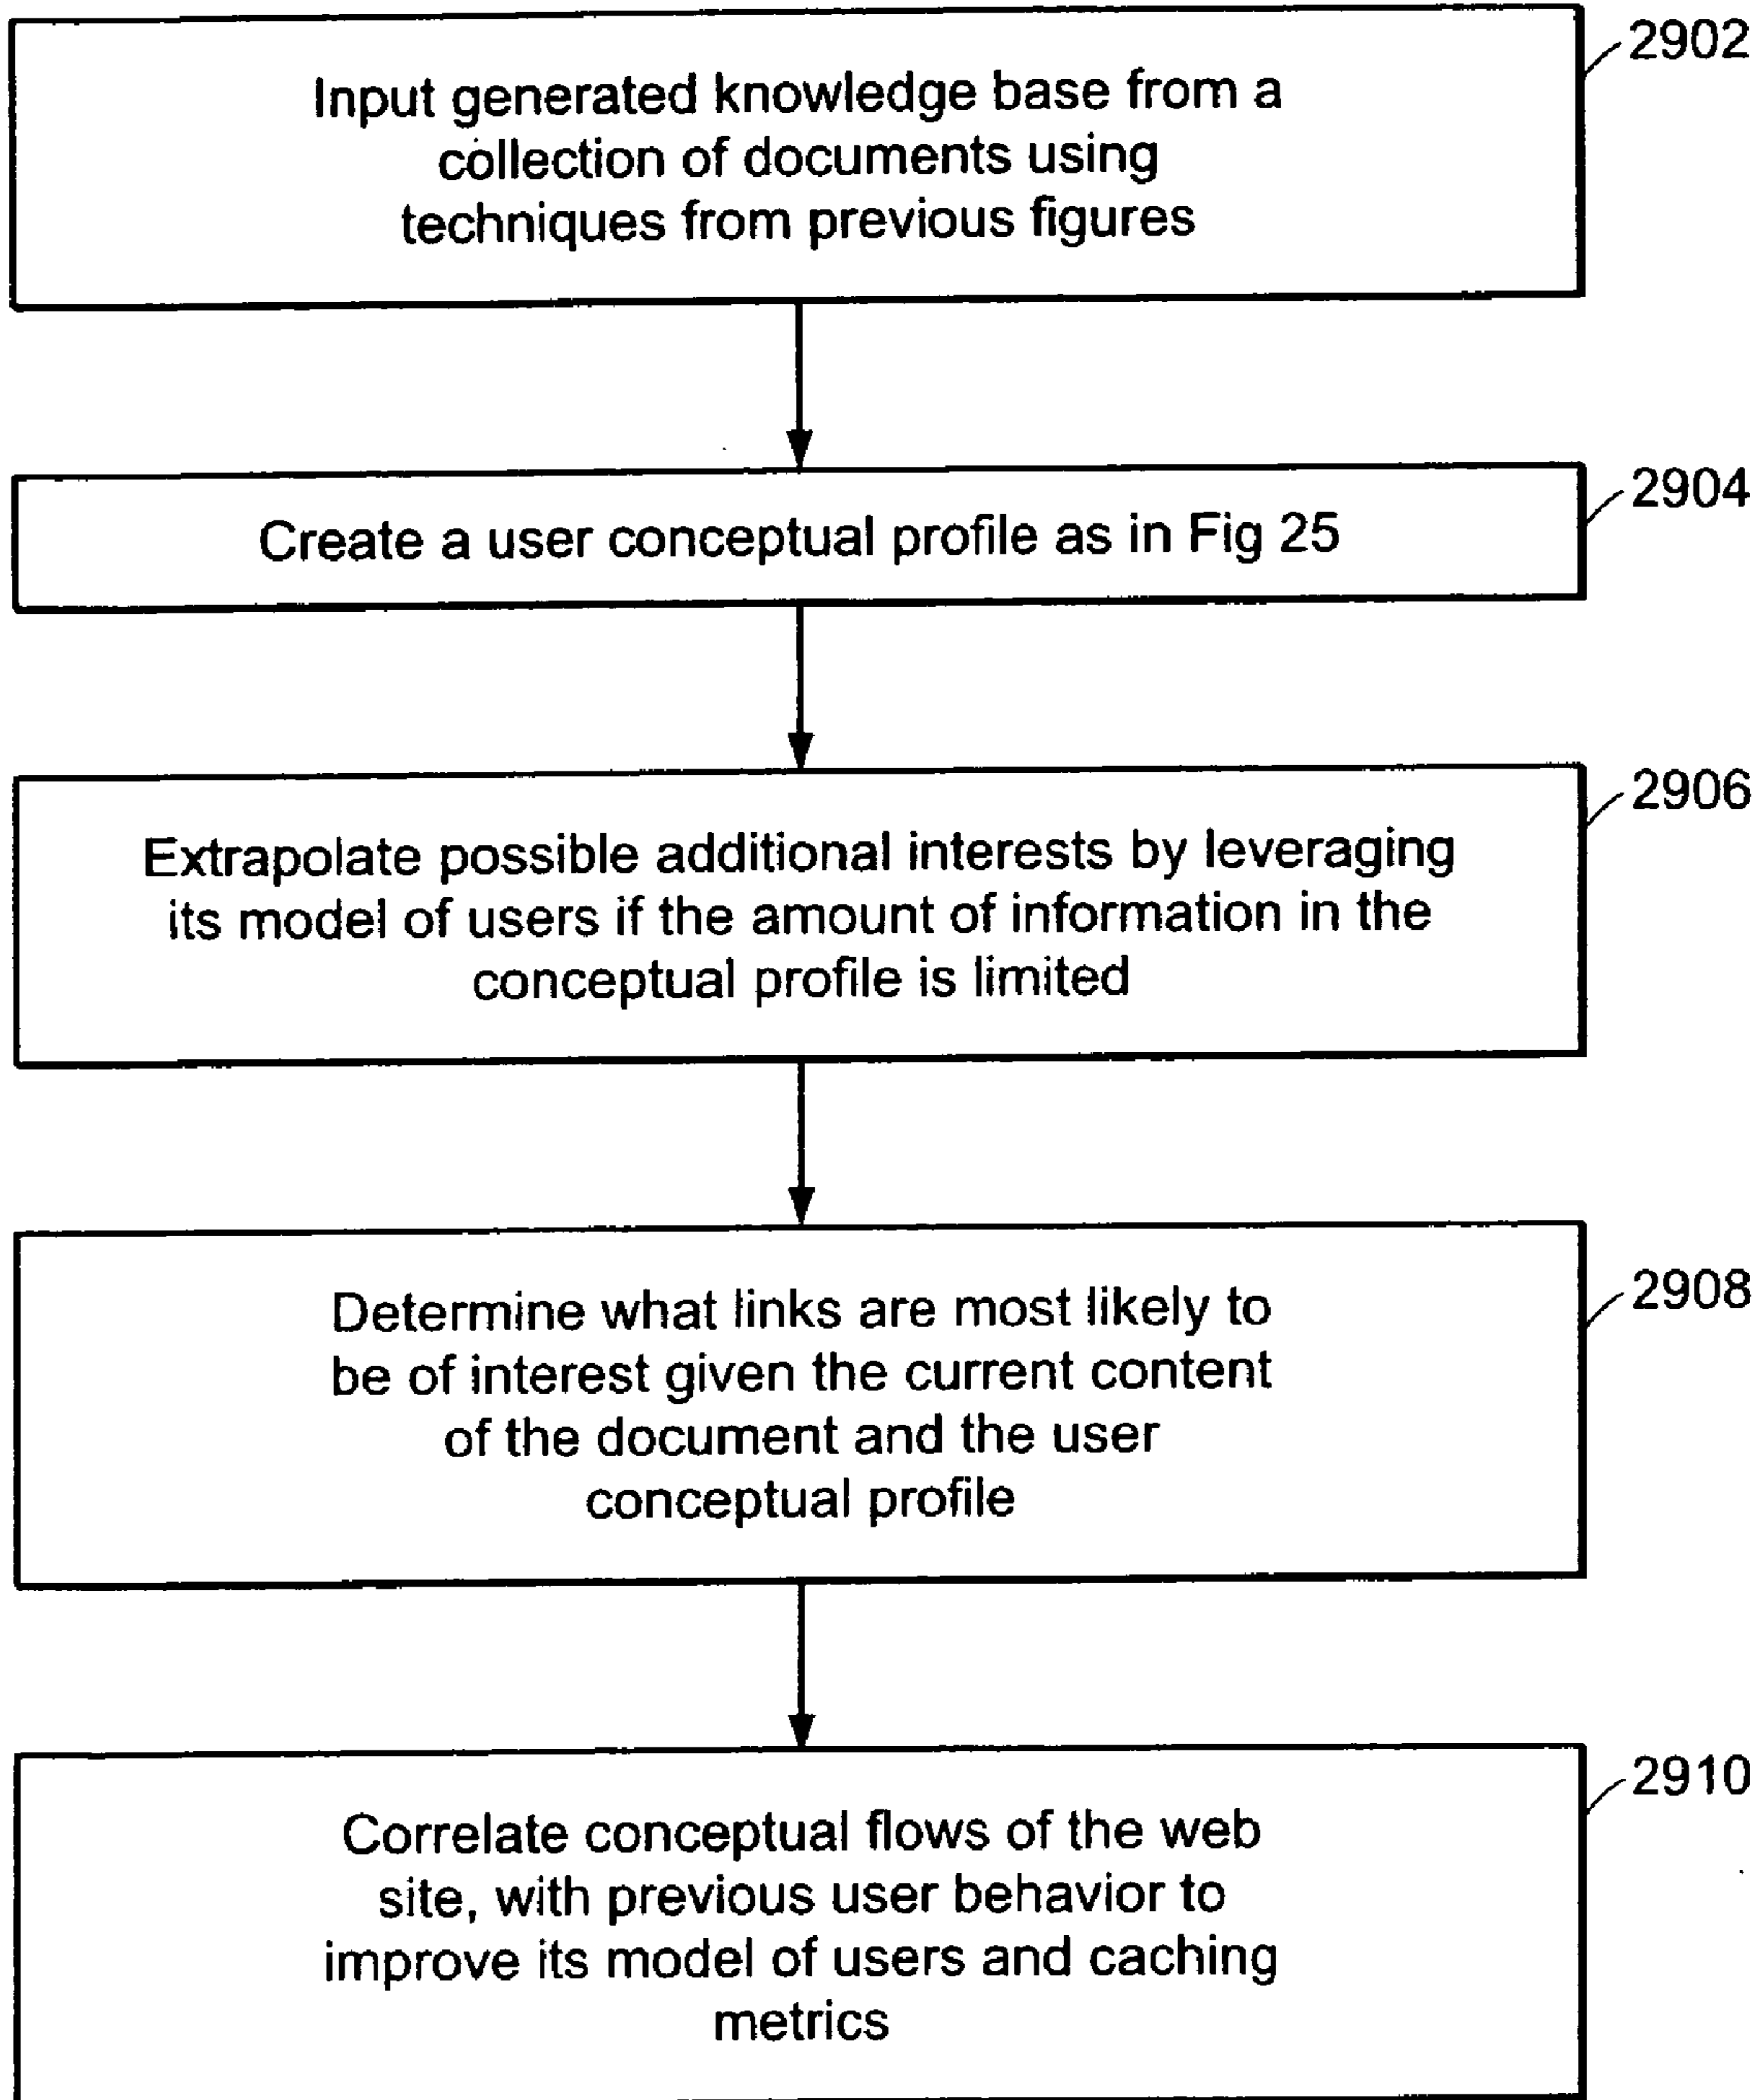 2902
Input generated knowledge base from a
collection of documents using
techniques from previous figures
2904
Create a user conceptual profile as in Fig 25
2906
Extrapolate possible additional interests by leveraging
its model of users if the amount of information in the
conceptual profile is limited
2908
Determine what links are most likely to
be of interest given the current content
of the document and the user
conceptual profile
2910
Correlate conceptual flows of the web
site, with previous user behavior to
improve its model of users and caching
metrics